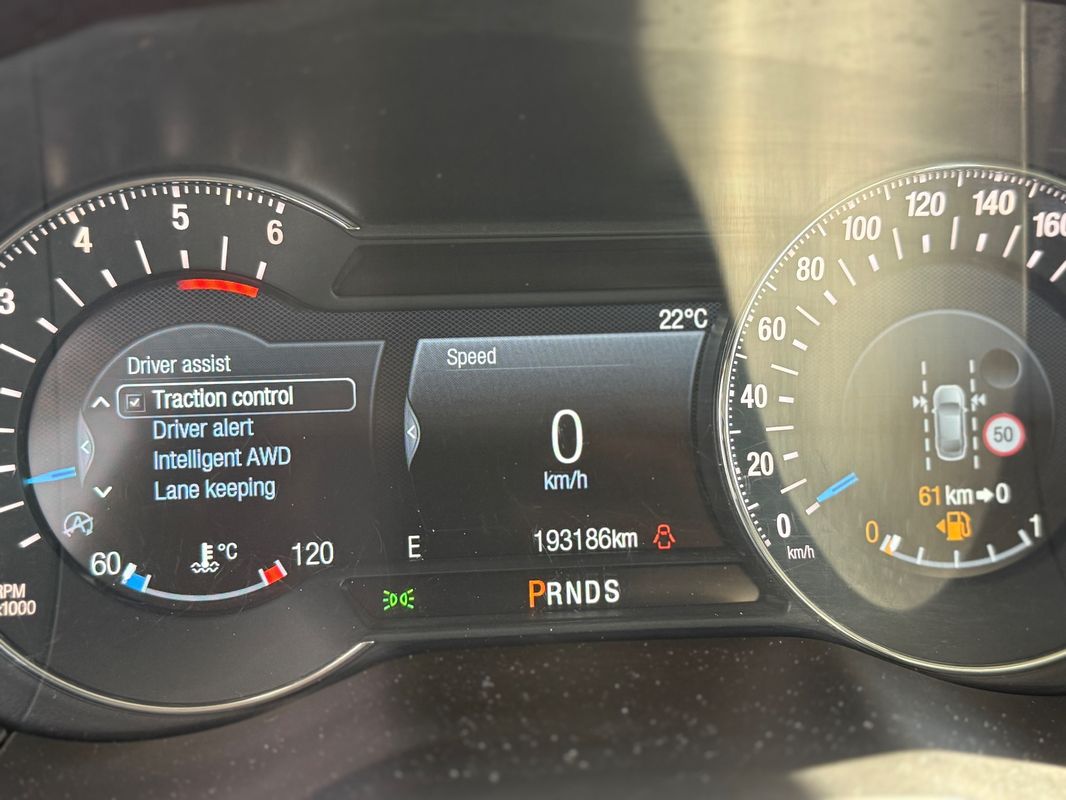 3
4
5
6
RPM
x1000
Driver assist
Traction control
Driver alert
Intelligent AWD
Lane keeping
A
60
°C
120
22°C
Speed
0
km/h
E
193186km
PRNDS
0
20
40
60
80
100
120
140
160
km/h
50
61 km 0
0
1